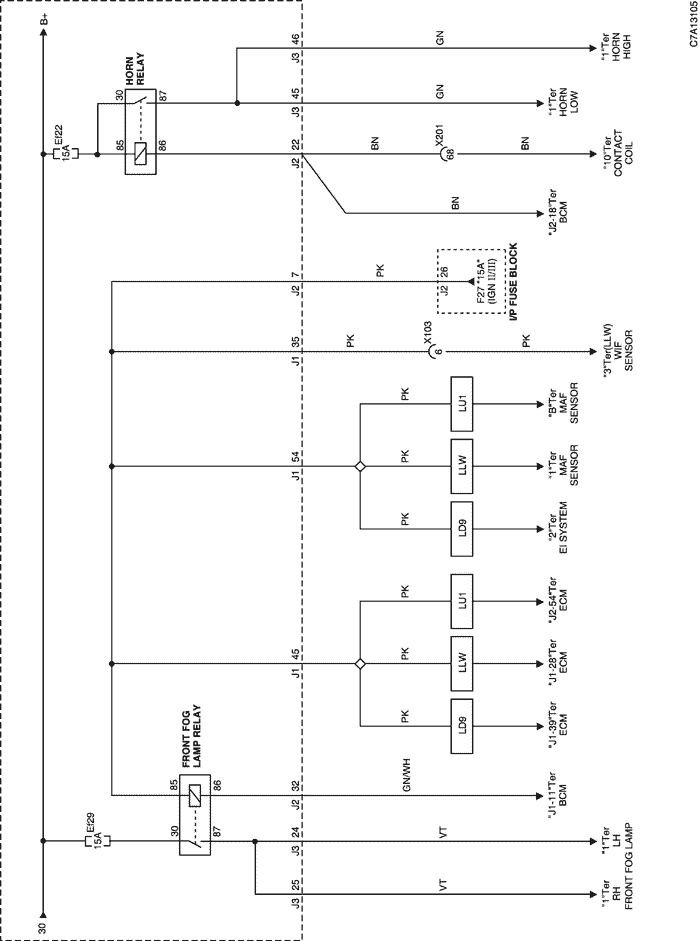 C7A13105
B+
30
HORN
RELAY
30
87
85
86
Ef22
15A
J3 46
GN
"1"Ter
HORN
HIGH
J3 45
GN
"1"Ter
HORN
LOW
J2 22
BN
X201
68
BN
"10"Ter
CONTACT
COIL
BN
"J2-18"Ter
BCM
J2 7
PK
J2 26
F27 "15A"
(IGN II/III)
I/P FUSE BLOCK
J1 35
PK
X103
6
PK
"3"Ter(LLW)
WIF
SENSOR
J1 54
PK
LU1
"B"Ter
MAF
SENSOR
PK
LLW
"1"Ter
MAF
SENSOR
PK
LD9
"2"Ter
EI SYSTEM
J1 45
PK
LU1
"J2-54"Ter
ECM
PK
LLW
"J1-28"Ter
ECM
PK
LD9
"J1-39"Ter
ECM
FRONT FOG
LAMP RELAY
85
86
30
87
Ef29
15A
J2 32
GN/WH
"J1-11"Ter
BCM
J3 24
VT
"1"Ter
LH
J3 25
VT
"1"Ter
RH
FRONT FOG LAMP